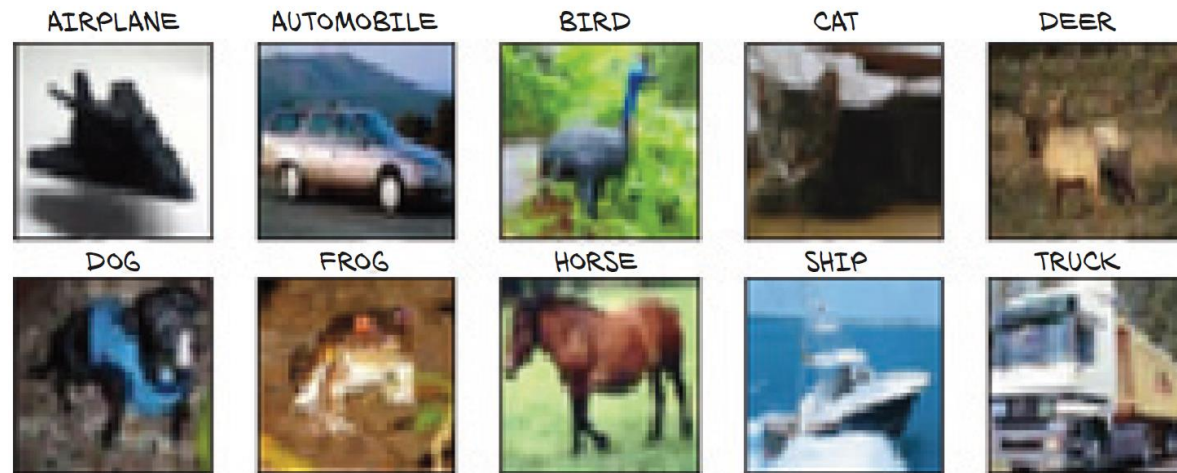 AIRPLANE AUTOMOBILE BIRD CAT DEER
DOG FROG HORSE SHIP TRUCK